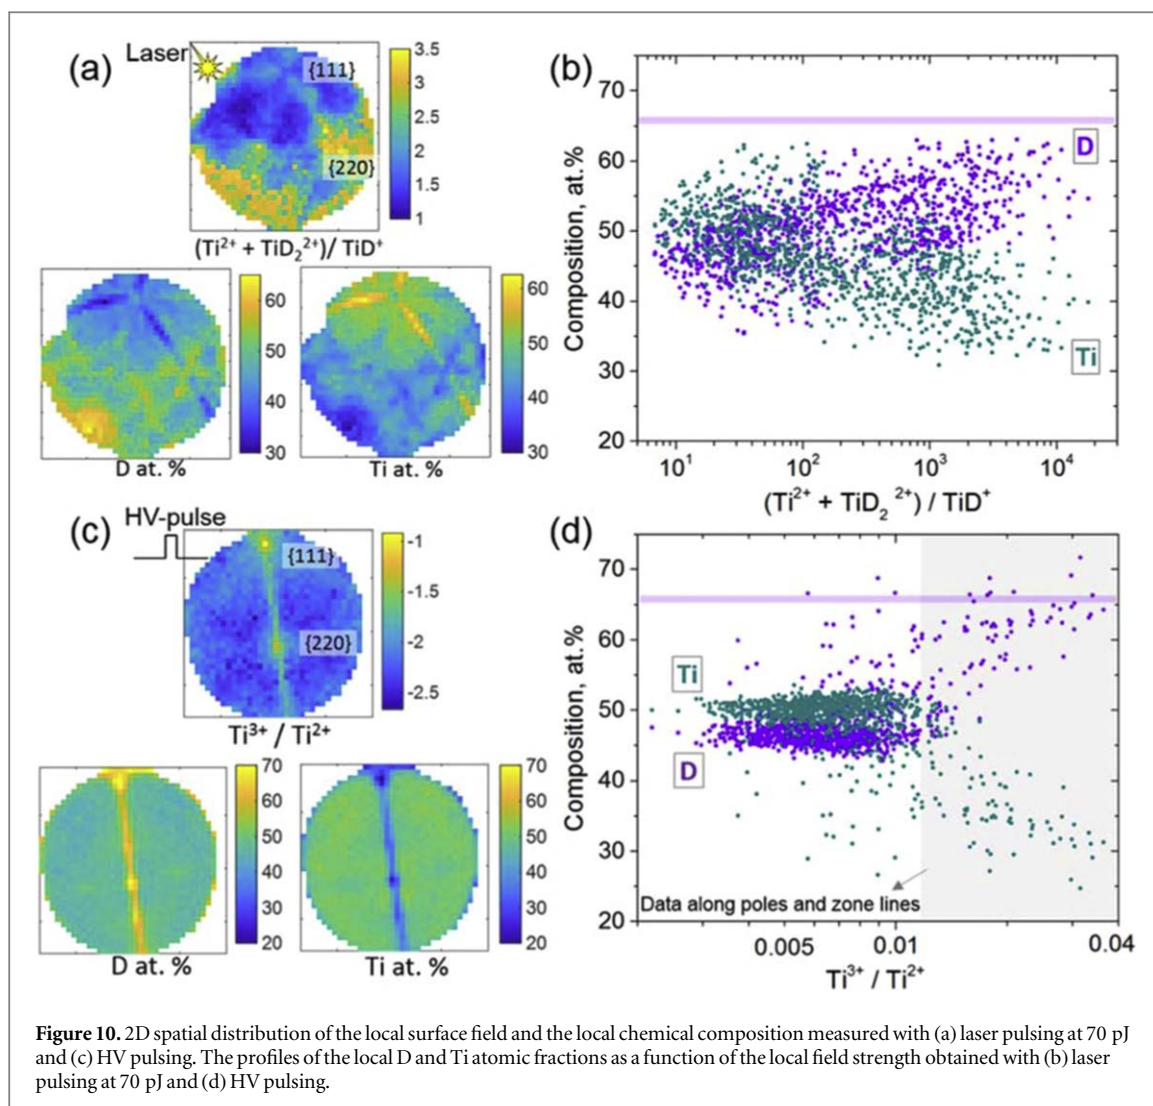 (a)
Laser
{111}
{220}
3.5
3
2.5
2
1.5
1
(Ti²⁺ + TiD₂²⁺)/ TiD⁺
60
50
40
30
D at. %
60
50
40
30
Ti at. %
(b)
Composition, at.%
70
60
50
40
30
20
D
Ti
10¹
10²
10³
10⁴
(Ti²⁺ + TiD₂ ²⁺) / TiD⁺
(c)
HV-pulse
{111}
{220}
-1
-1.5
-2
-2.5
Ti³⁺ / Ti²⁺
70
60
50
40
30
20
D at. %
70
60
50
40
30
20
Ti at. %
(d)
Composition, at.%
70
60
50
40
30
20
Ti
D
Data along poles and zone lines
0.005
0.01
0.04
Ti³⁺ / Ti²⁺
Figure 10. 2D spatial distribution of the local surface field and the local chemical composition measured with (a) laser pulsing at 70 pJ
and (c) HV pulsing. The profiles of the local D and Ti atomic fractions as a function of the local field strength obtained with (b) laser
pulsing at 70 pJ and (d) HV pulsing.